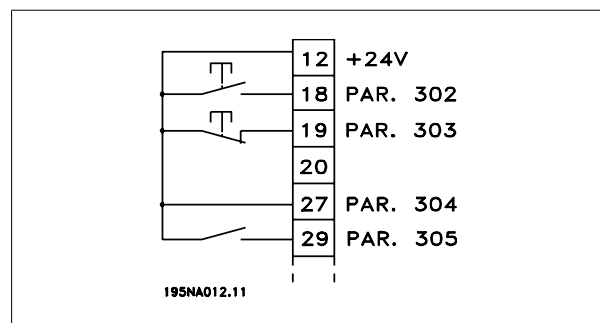 12 +24V
18 PAR. 302
19 PAR. 303
20
27 PAR. 304
29 PAR. 305
195NA012.11